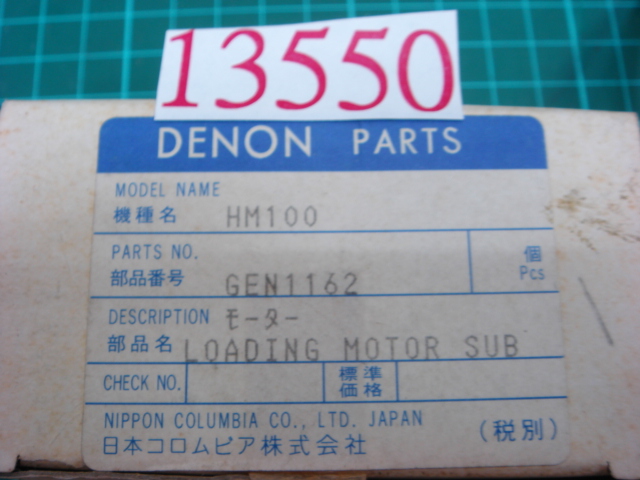 13550
DENON PARTS
MODEL NAME
機種名 HM100
PARTS NO.
部品番号 GEN1162
個
Pcs
DESCRIPTION モーター
部品名 LOADING MOTOR SUB
CHECK NO.
標準
価格
NIPPON COLUMBIA CO., LTD. JAPAN
日本コロムビア株式会社 (税別)